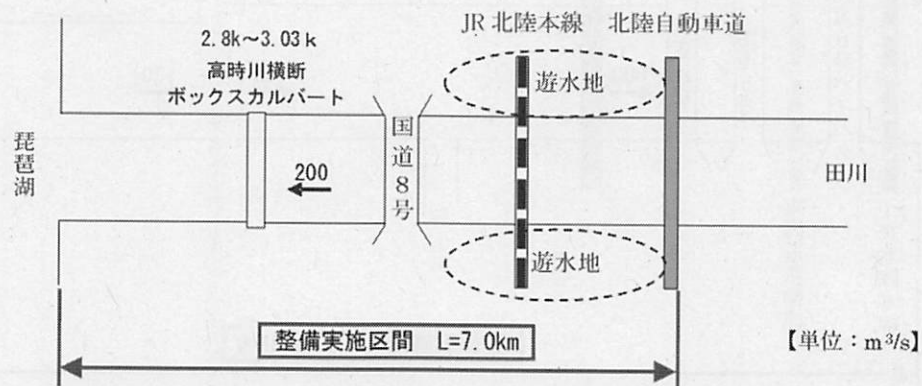 JR 北陸本線 北陸自動車道
2.8k~3.03k
高時川横断
ボックスカルバート
遊水地
琵琶湖
国道8号
200
田川
遊水地
整備実施区間 L=7.0km
【単位:m³/s】